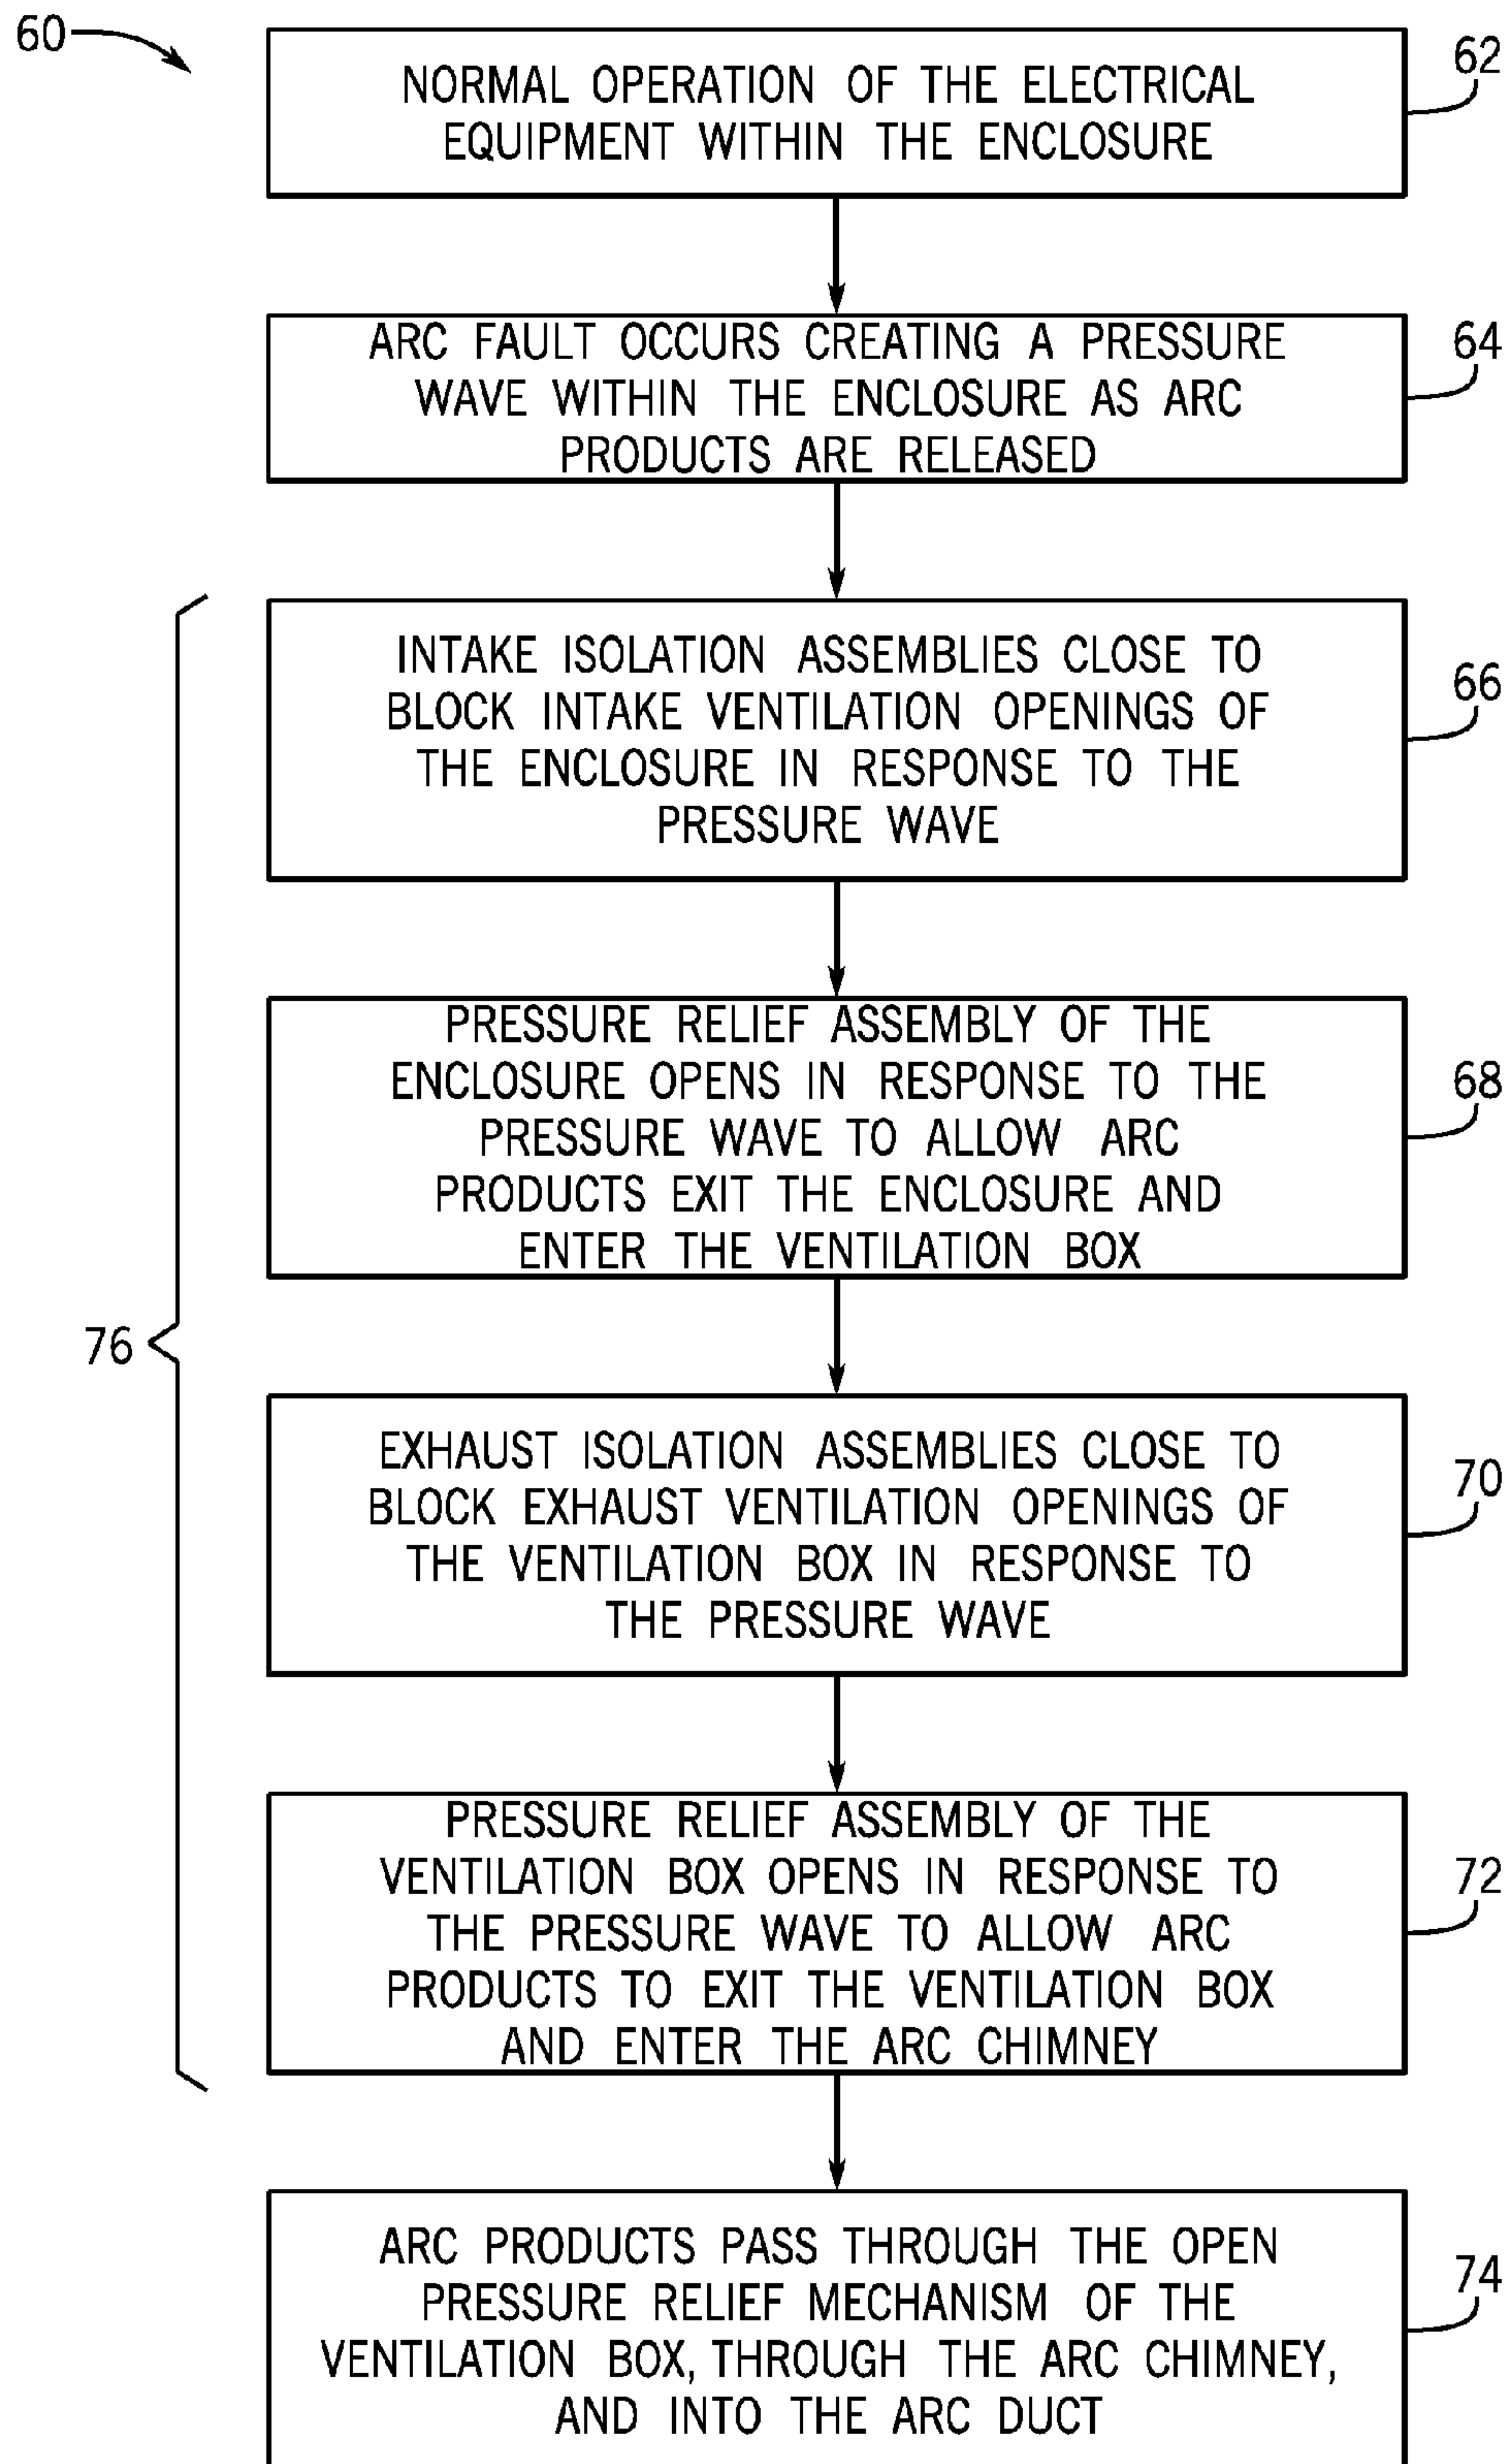 60
NORMAL OPERATION OF THE ELECTRICAL
EQUIPMENT WITHIN THE ENCLOSURE
62
ARC FAULT OCCURS CREATING A PRESSURE
WAVE WITHIN THE ENCLOSURE AS ARC
PRODUCTS ARE RELEASED
64
INTAKE ISOLATION ASSEMBLIES CLOSE TO
BLOCK INTAKE VENTILATION OPENINGS OF
THE ENCLOSURE IN RESPONSE TO THE
PRESSURE WAVE
66
PRESSURE RELIEF ASSEMBLY OF THE
ENCLOSURE OPENS IN RESPONSE TO THE
PRESSURE WAVE TO ALLOW ARC
PRODUCTS EXIT THE ENCLOSURE AND
ENTER THE VENTILATION BOX
68
76
EXHAUST ISOLATION ASSEMBLIES CLOSE TO
BLOCK EXHAUST VENTILATION OPENINGS OF
THE VENTILATION BOX IN RESPONSE TO
THE PRESSURE WAVE
70
PRESSURE RELIEF ASSEMBLY OF THE
VENTILATION BOX OPENS IN RESPONSE TO
THE PRESSURE WAVE TO ALLOW ARC
PRODUCTS TO EXIT THE VENTILATION BOX
AND ENTER THE ARC CHIMNEY
72
ARC PRODUCTS PASS THROUGH THE OPEN
PRESSURE RELIEF MECHANISM OF THE
VENTILATION BOX, THROUGH THE ARC CHIMNEY,
AND INTO THE ARC DUCT
74